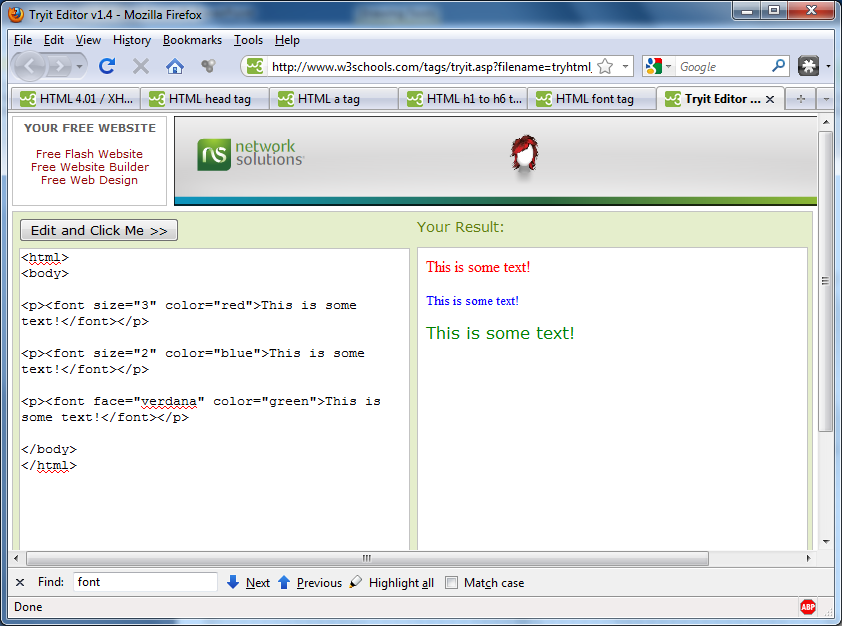 Tryit Editor v1.4 - Mozilla Firefox
File Edit View History Bookmarks Tools Help
http://www.w3schools.com/tags/tryit.asp?filename=tryhtml_ Google
HTML 4.01 / XH... HTML head tag HTML a tag HTML h1 to h6 t... HTML font tag Tryit Editor ...
YOUR FREE WEBSITE
Free Flash Website
Free Website Builder
Free Web Design
ns network
solutions
Edit and Click Me >>
Your Result:
<html>
<body>
<p><font size="3" color="red">This is some
text!</font></p>
<p><font size="2" color="blue">This is some
text!</font></p>
<p><font face="verdana" color="green">This is
some text!</font></p>
</body>
</html>
This is some text!
This is some text!
This is some text!
Find: font Next Previous Highlight all Match case
Done
ABP